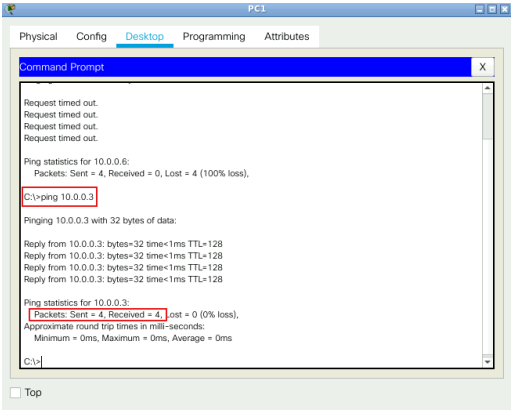 PC1
Physical Config Desktop Programming Attributes
Command Prompt X
Request timed out.
Request timed out.
Request timed out.
Request timed out.
Ping statistics for 10.0.0.6:
Packets: Sent = 4, Received = 0, Lost = 4 (100% loss),
C:\>ping 10.0.0.3
Pinging 10.0.0.3 with 32 bytes of data:
Reply from 10.0.0.3: bytes=32 time<1ms TTL=128
Reply from 10.0.0.3: bytes=32 time<1ms TTL=128
Reply from 10.0.0.3: bytes=32 time<1ms TTL=128
Reply from 10.0.0.3: bytes=32 time<1ms TTL=128
Ping statistics for 10.0.0.3:
Packets: Sent = 4, Received = 4, Lost = 0 (0% loss),
Approximate round trip times in milli-seconds:
Minimum = 0ms, Maximum = 0ms, Average = 0ms
C:\>
Top